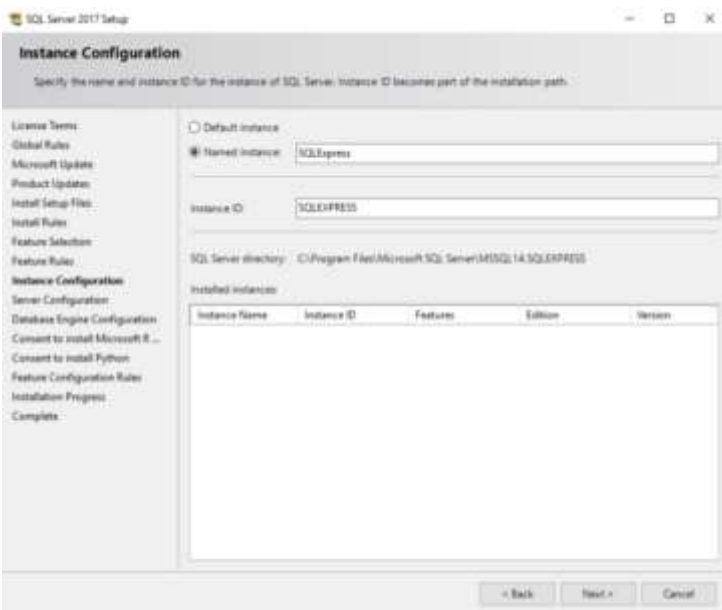 SQL Server 2017 Setup
Instance Configuration
Specify the name and instance ID for the instance of SQL Server. Instance ID becomes part of the installation path.
License Terms
Global Rules
Microsoft Update
Product Updates
Install Setup Files
Install Rules
Feature Selection
Feature Rules
Instance Configuration
Server Configuration
Database Engine Configuration
Consent to install Microsoft R ...
Consent to install Python
Feature Configuration Rules
Installation Progress
Complete
Default instance
Named instance: SQLExpress
Instance ID: SQLEXPRESS
SQL Server directory: C:\Program Files\Microsoft SQL Server\MSSQL14.SQLEXPRESS
Installed instances:
Instance Name Instance ID Features Edition Version
< Back Next > Cancel